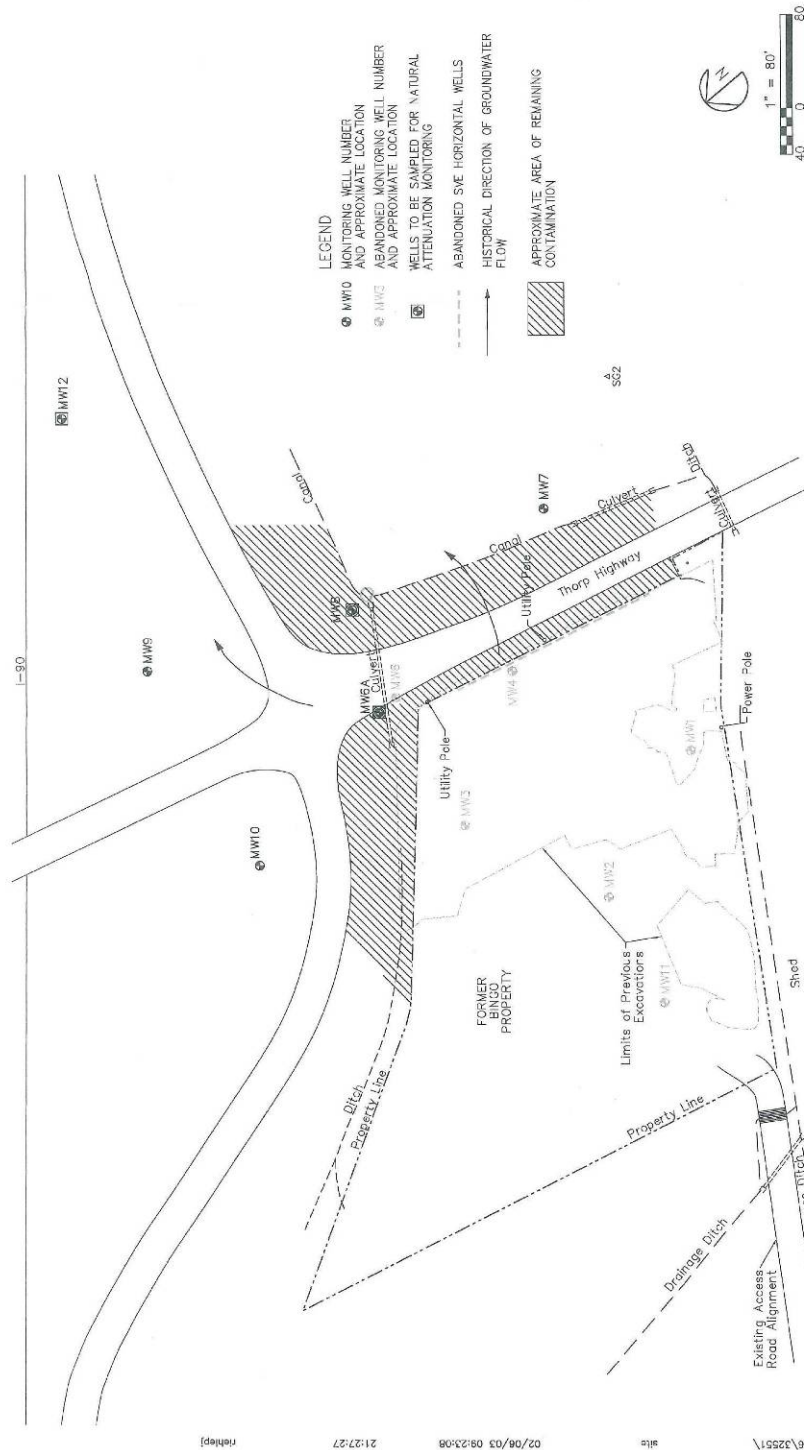 I-90
MW12
MW9
MW10
Canal
MW8
MW6A
Culvert
MW6
MW7
Canal
Culvert
Ditch
Culvert
SG2
Thorp Highway
Utility Pole
MW4
Utility Pole
MW3
Power Pole
MW1
MW2
Limits of Previous
Excavations
MW11
FORMER
BINGO
PROPERTY
Ditch
Property Line
Property Line
Shed
Drainage Ditch
Existing Access
Road Alignment
Ditch
LEGEND
MW10 MONITORING WELL NUMBER
AND APPROXIMATE LOCATION
MW2 ABANDONED MONITORING WELL NUMBER
AND APPROXIMATE LOCATION
WELLS TO BE SAMPLED FOR NATURAL
ATTENUATION MONITORING
ABANDONED SVE HORIZONTAL WELLS
HISTORICAL DIRECTION OF GROUNDWATER
FLOW
APPROXIMATE AREA OF REMAINING
CONTAMINATION
N
1" = 80'
40 0 80
6\32551\ site 02/06/03 09:23:08 21:27:27 riehlepj